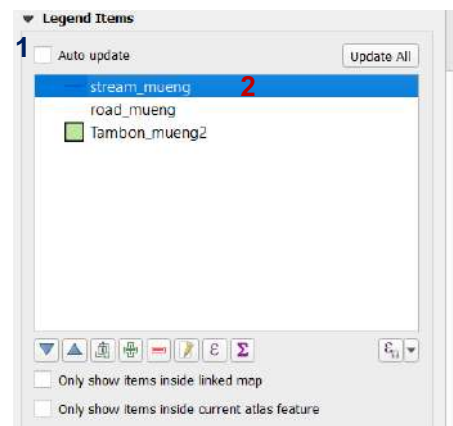 Legend Items
1 Auto update Update All
stream_mueng 2
road_mueng
Tambon_mueng2
ε Σ ε
Only show items inside linked map
Only show items inside current atlas feature